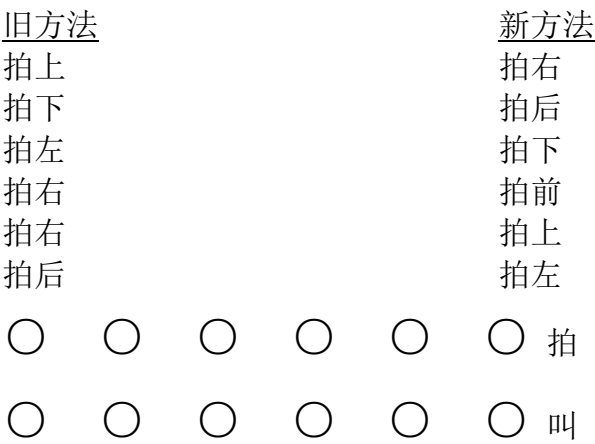 旧方法 新方法
拍上 拍右
拍下 拍后
拍左 拍下
拍右 拍前
拍右 拍上
拍后 拍左
○ ○ ○ ○ ○ ○ 拍
○ ○ ○ ○ ○ ○ 叫